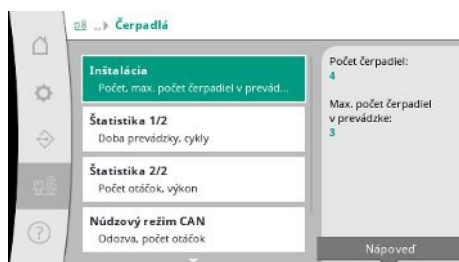 ..▸ Čerpadlá
Inštalácia
Počet, max. počet čerpadiel v prevád...
Štatistika 1/2
Doba prevádzky, cykly
Štatistika 2/2
Počet otáčok, výkon
Núdzový režim CAN
Odozva, počet otáčok
Počet čerpadiel:
4
Max. počet čerpadiel
v prevádzke:
3
Nápoveď